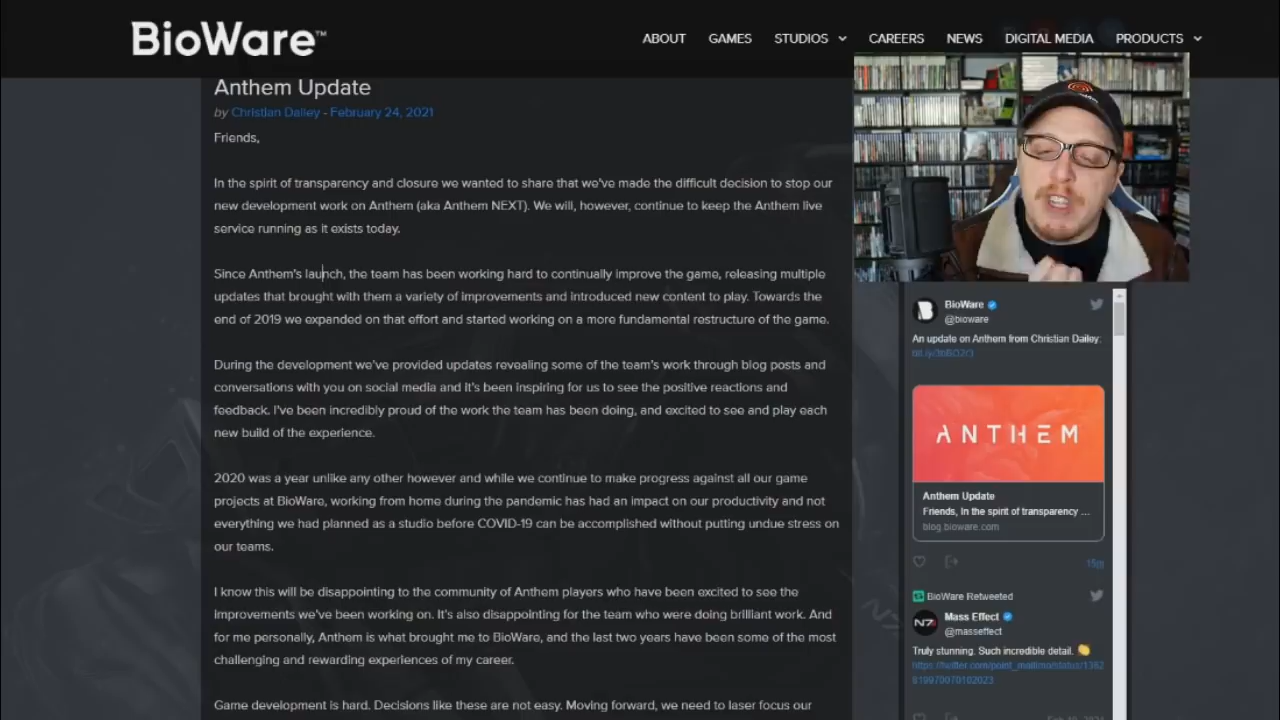 BioWare™
ABOUT GAMES STUDIOS CAREERS NEWS DIGITAL MEDIA PRODUCTS
Anthem Update
by Christian Dailey - February 24, 2021
Friends,
In the spirit of transparency and closure we wanted to share that we've made the difficult decision to stop our
new development work on Anthem (aka Anthem NEXT). We will, however, continue to keep the Anthem live
service running as it exists today.
Since Anthem's launch, the team has been working hard to continually improve the game, releasing multiple
updates that brought with them a variety of improvements and introduced new content to play. Towards the
end of 2019 we expanded on that effort and started working on a more fundamental restructure of the game.
During the development we've provided updates revealing some of the team's work through blog posts and
conversations with you on social media and it's been inspiring for us to see the positive reactions and
feedback. I've been incredibly proud of the work the team has been doing, and excited to see and play each
new build of the experience.
2020 was a year unlike any other however and while we continue to make progress against all our game
projects at BioWare, working from home during the pandemic has had an impact on our productivity and not
everything we had planned as a studio before COVID-19 can be accomplished without putting undue stress on
our teams.
I know this will be disappointing to the community of Anthem players who have been excited to see the
improvements we've been working on. It's also disappointing for the team who were doing brilliant work. And
for me personally, Anthem is what brought me to BioWare, and the last two years have been some of the most
challenging and rewarding experiences of my career.
Game development is hard. Decisions like these are not easy. Moving forward, we need to laser focus our
BioWare
@bioware
An update on Anthem from Christian Dailey:
ANTHEM
Anthem Update
Friends, In the spirit of transparency ...
blog.bioware.com
15m
BioWare Retweeted
N7
Mass Effect
@masseffect
Truly stunning. Such incredible detail. 👏